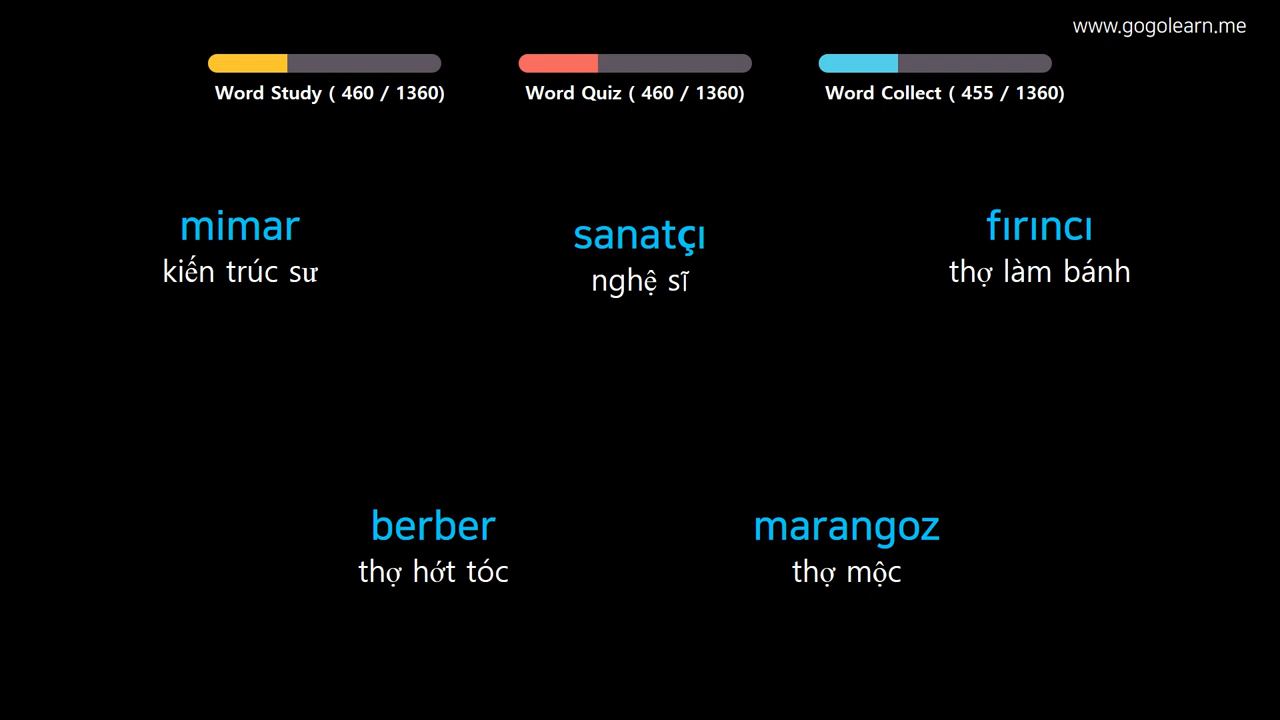 www.gogolearn.me
Word Study ( 460 / 1360)
Word Quiz ( 460 / 1360)
Word Collect ( 455 / 1360)
mimar
kiến trúc sư
sanatçı
nghệ sĩ
fırıncı
thợ làm bánh
berber
thợ hớt tóc
marangoz
thợ mộc